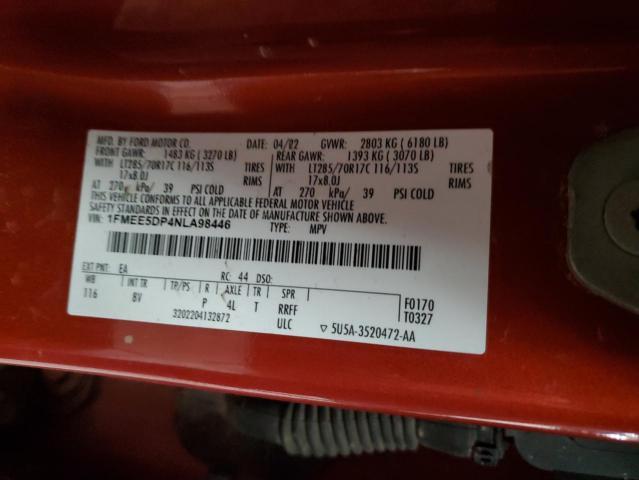 MFD. BY FORD MOTOR CO. DATE: 04/22 GVWR: 2803 KG ( 6180 LB)
FRONT GAWR: 1483 KG ( 3270 LB) REAR GAWR: 1393 KG ( 3070 LB)
WITH LT285/70R17C 116/113S TIRES WITH LT285/70R17C 116/113S TIRES
17x8.0J RIMS 17x8.0J RIMS
AT 270 kPa/ 39 PSI COLD AT 270 kPa/ 39 PSI COLD
THIS VEHICLE CONFORMS TO ALL APPLICABLE FEDERAL MOTOR VEHICLE
SAFETY STANDARDS IN EFFECT ON THE DATE OF MANUFACTURE SHOWN ABOVE.
VIN: 1FMEE5DP4NLA98446 TYPE: MPV
EXT PNT: EA RC: 44 DSO:
WB INT TR TP/PS R AXLE TR SPR
116 BV P 4L T RRFF
3202204132872 ULC
F0170
T0327
▽ 5U5A-3520472-AA